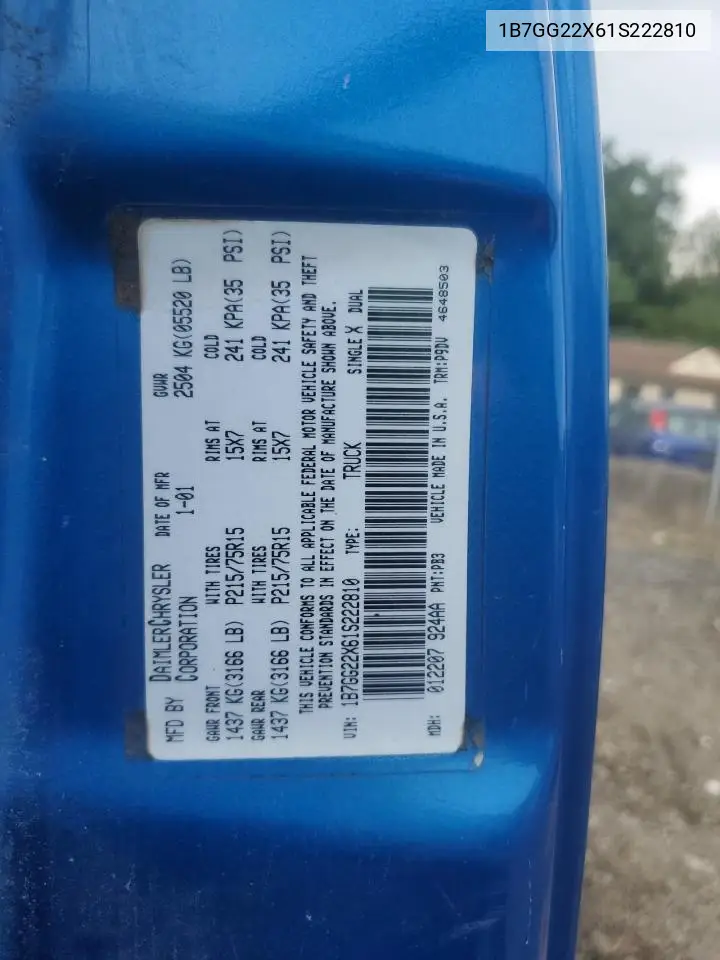 1B7GG22X61S222810
MFD BY DAIMLERCHRYSLER CORPORATION
DATE OF MFR 1-01
GVWR 2504 KG(05520 LB)
GAWR FRONT WITH TIRES RIMS AT COLD
1437 KG(3166 LB) P215/75R15 15X7 241 KPA(35 PSI)
GAWR REAR WITH TIRES RIMS AT COLD
1437 KG(3166 LB) P215/75R15 15X7 241 KPA(35 PSI)
THIS VEHICLE CONFORMS TO ALL APPLICABLE FEDERAL MOTOR VEHICLE SAFETY AND THEFT
PREVENTION STANDARDS IN EFFECT ON THE DATE OF MANUFACTURE SHOWN ABOVE.
VIN: 1B7GG22X61S222810 TYPE: TRUCK SINGLE X DUAL
MDH: 012207 924AA PNT:PB3 VEHICLE MADE IN U.S.A. TRM:P9DV 4648503